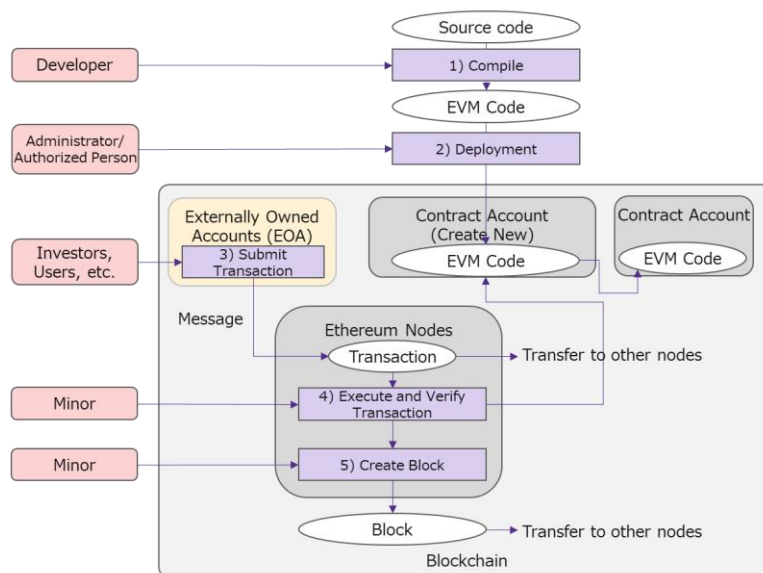 Source code
Developer
1) Compile
EVM Code
Administrator/
Authorized Person
2) Deployment
Externally Owned
Accounts (EOA)
Contract Account
(Create New)
Contract Account
Investors,
Users, etc.
3) Submit
Transaction
EVM Code
EVM Code
Message
Ethereum Nodes
Transaction
Transfer to other nodes
Minor
4) Execute and Verify
Transaction
Minor
5) Create Block
Block
Transfer to other nodes
Blockchain